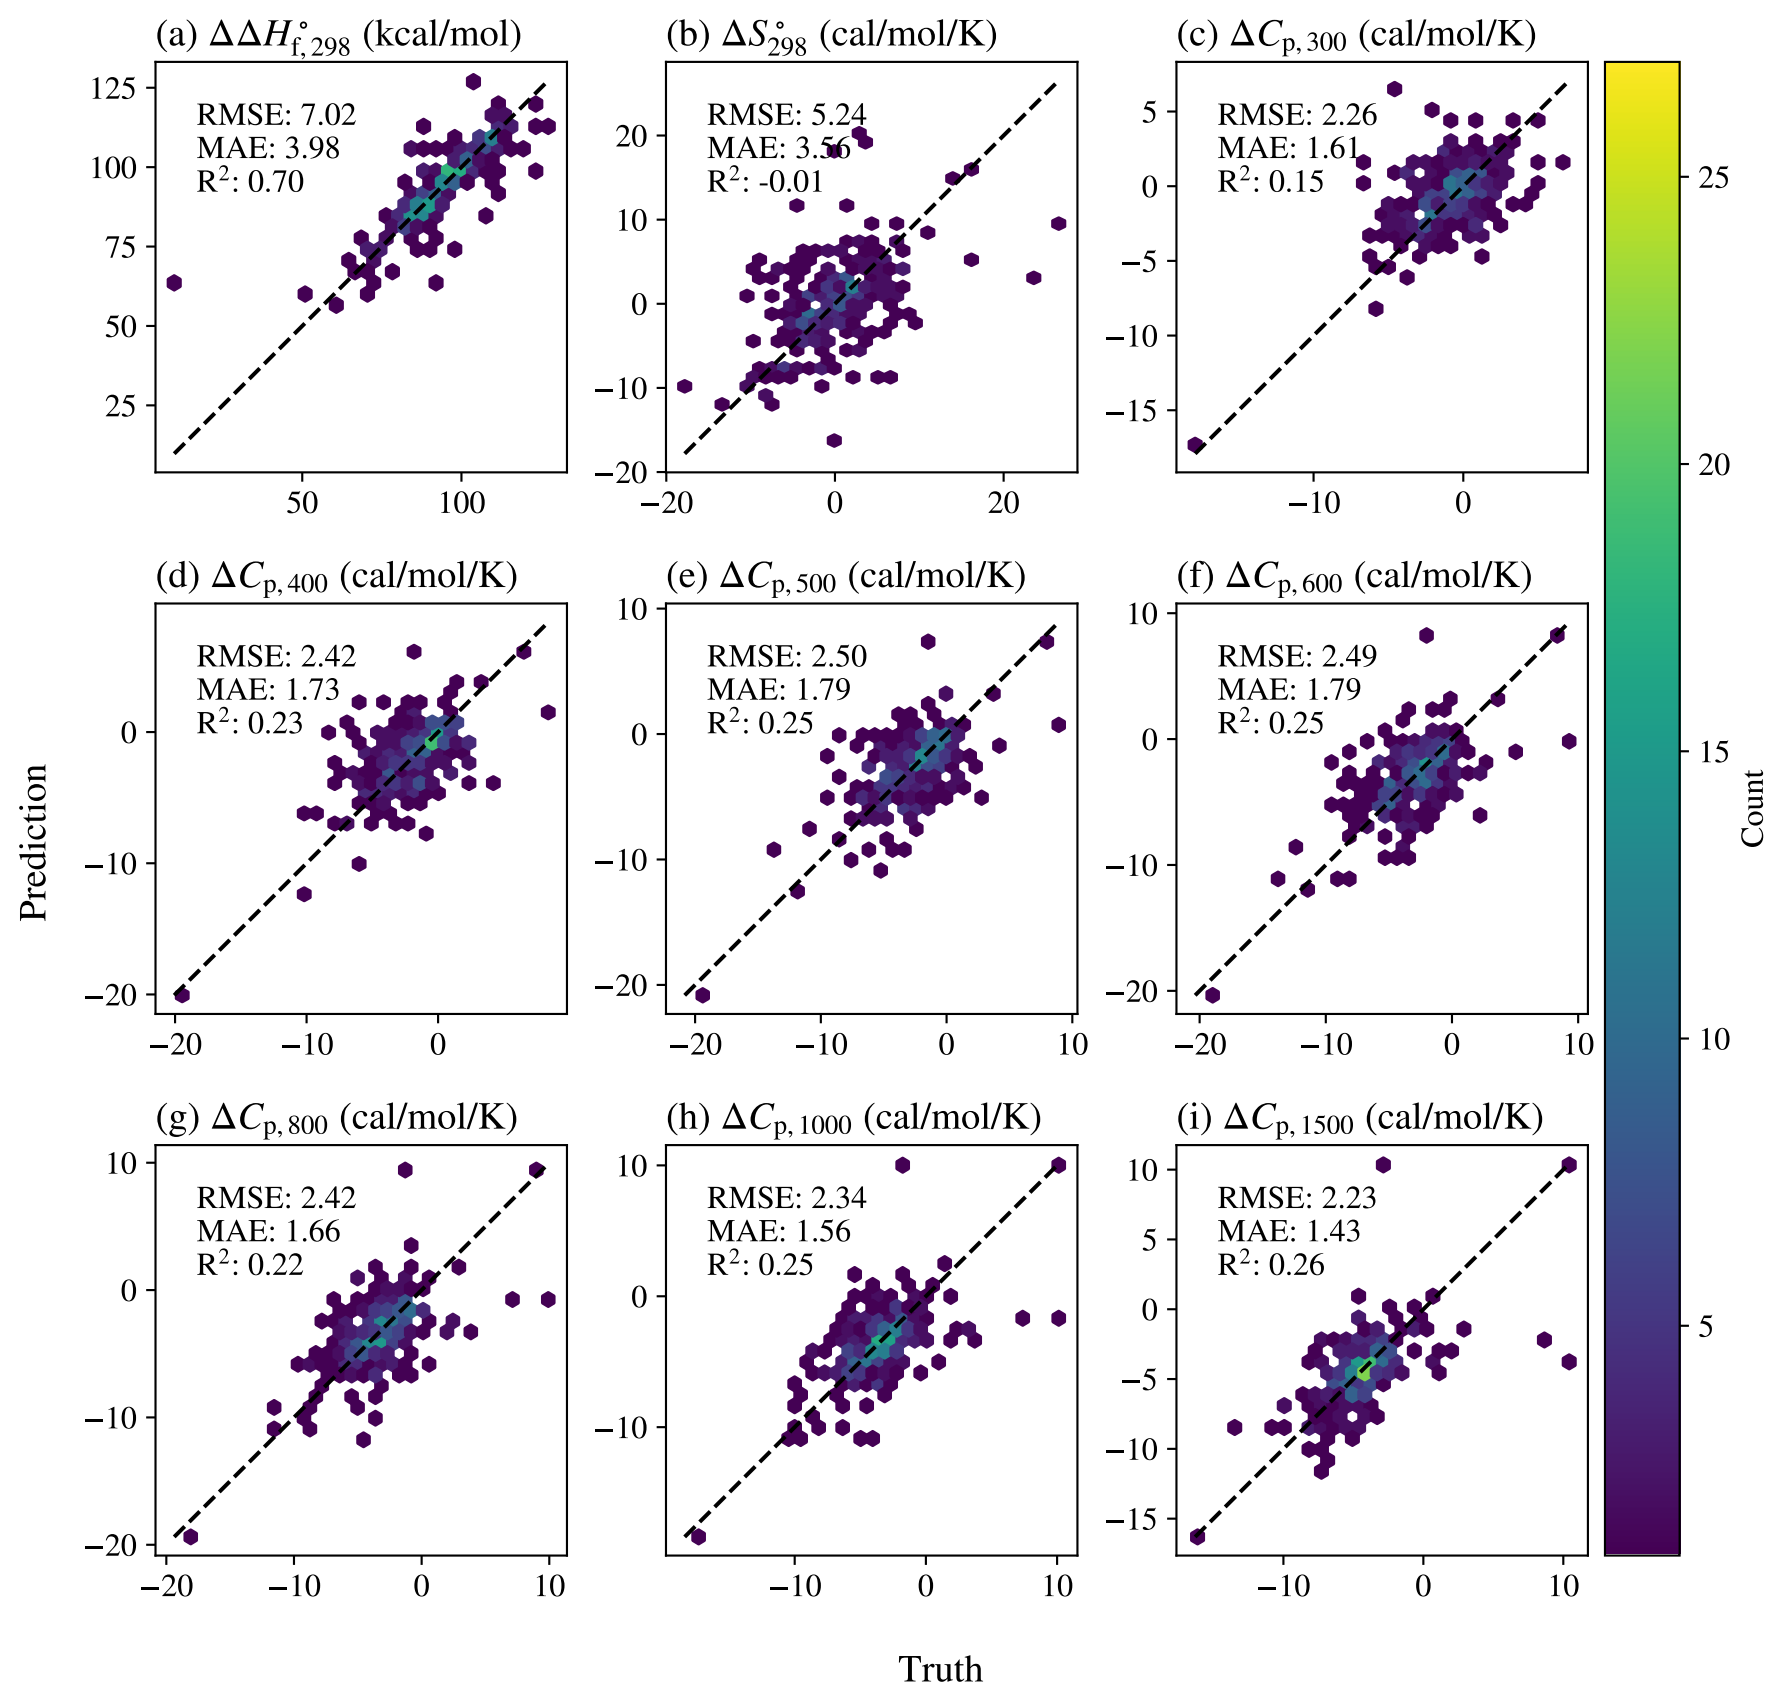 (a) ΔΔH°f,298 (kcal/mol)
RMSE: 7.02
MAE: 3.98
R²: 0.70
125
100
75
50
25
50 100
(b) ΔS°298 (cal/mol/K)
RMSE: 5.24
MAE: 3.56
R²: -0.01
20
10
0
−10
−20
−20 0 20
(c) ΔCp,300 (cal/mol/K)
RMSE: 2.26
MAE: 1.61
R²: 0.15
5
0
−5
−10
−15
−10 0
(d) ΔCp,400 (cal/mol/K)
RMSE: 2.42
MAE: 1.73
R²: 0.23
0
−10
−20
−20 −10 0
(e) ΔCp,500 (cal/mol/K)
RMSE: 2.50
MAE: 1.79
R²: 0.25
10
0
−10
−20
−20 −10 0 10
(f) ΔCp,600 (cal/mol/K)
RMSE: 2.49
MAE: 1.79
R²: 0.25
10
0
−10
−20
−20 −10 0 10
(g) ΔCp,800 (cal/mol/K)
RMSE: 2.42
MAE: 1.66
R²: 0.22
10
0
−10
−20
−20 −10 0 10
(h) ΔCp,1000 (cal/mol/K)
RMSE: 2.34
MAE: 1.56
R²: 0.25
10
0
−10
−10 0 10
(i) ΔCp,1500 (cal/mol/K)
RMSE: 2.23
MAE: 1.43
R²: 0.26
10
5
0
−5
−10
−15
−10 0 10
Prediction
Truth
25
20
15
10
5
Count